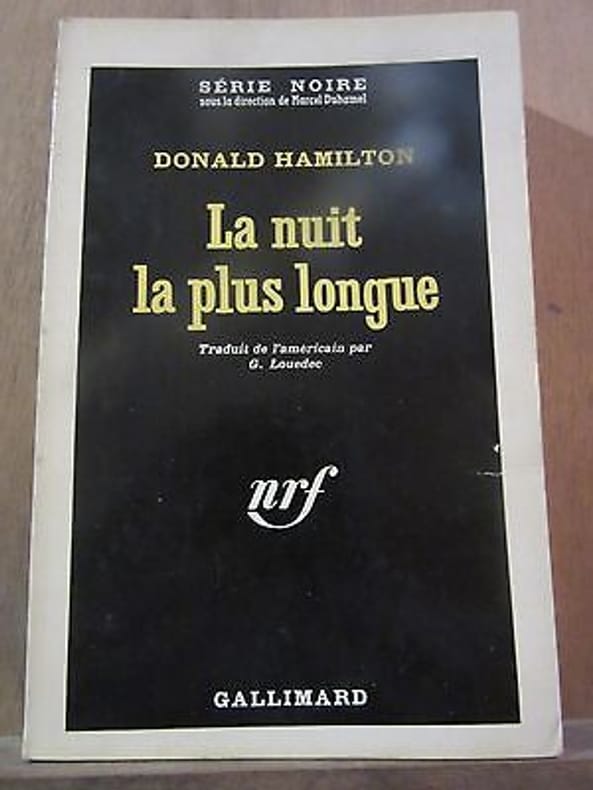 SÉRIE NOIRE
sous la direction de Marcel Duhamel
DONALD HAMILTON
La nuit
la plus longue
Traduit de l'américain par
G. Louedec
nrf
GALLIMARD